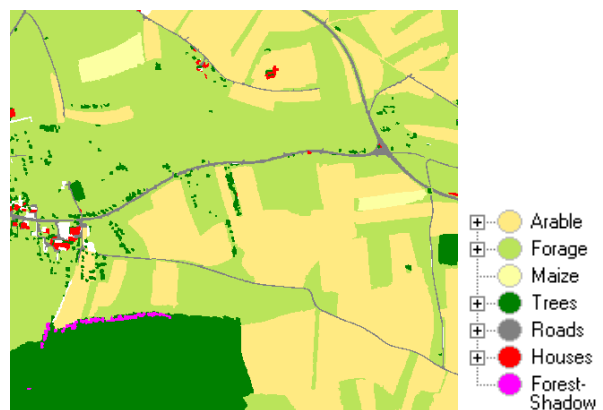 Arable
Forage
Maize
Trees
Roads
Houses
Forest-
Shadow